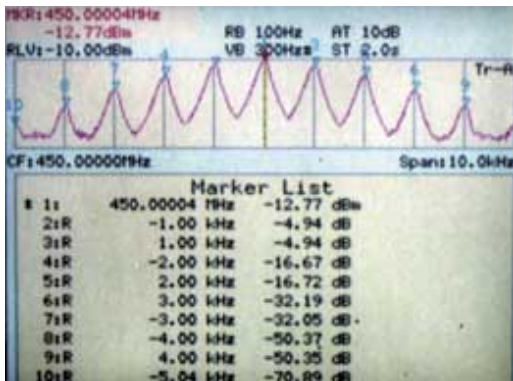 MKR:450.00004MHz
-12.77dBm RB 100Hz AT 10dB
RLV:-10.00dBm VB 300Hz ST 2.0s
Tr-A
CF:450.00000MHz Span:10.0kHz
Marker List
1: 450.00004 MHz -12.77 dBm
2:R -1.00 kHz -4.94 dB
3:R 1.00 kHz -4.94 dB
4:R -2.00 kHz -16.67 dB
5:R 2.00 kHz -16.72 dB
6:R 3.00 kHz -32.19 dB
7:R -3.00 kHz -32.05 dB
8:R -4.00 kHz -50.37 dB
9:R 4.00 kHz -50.35 dB
10:R -5.04 kHz -70.89 dB